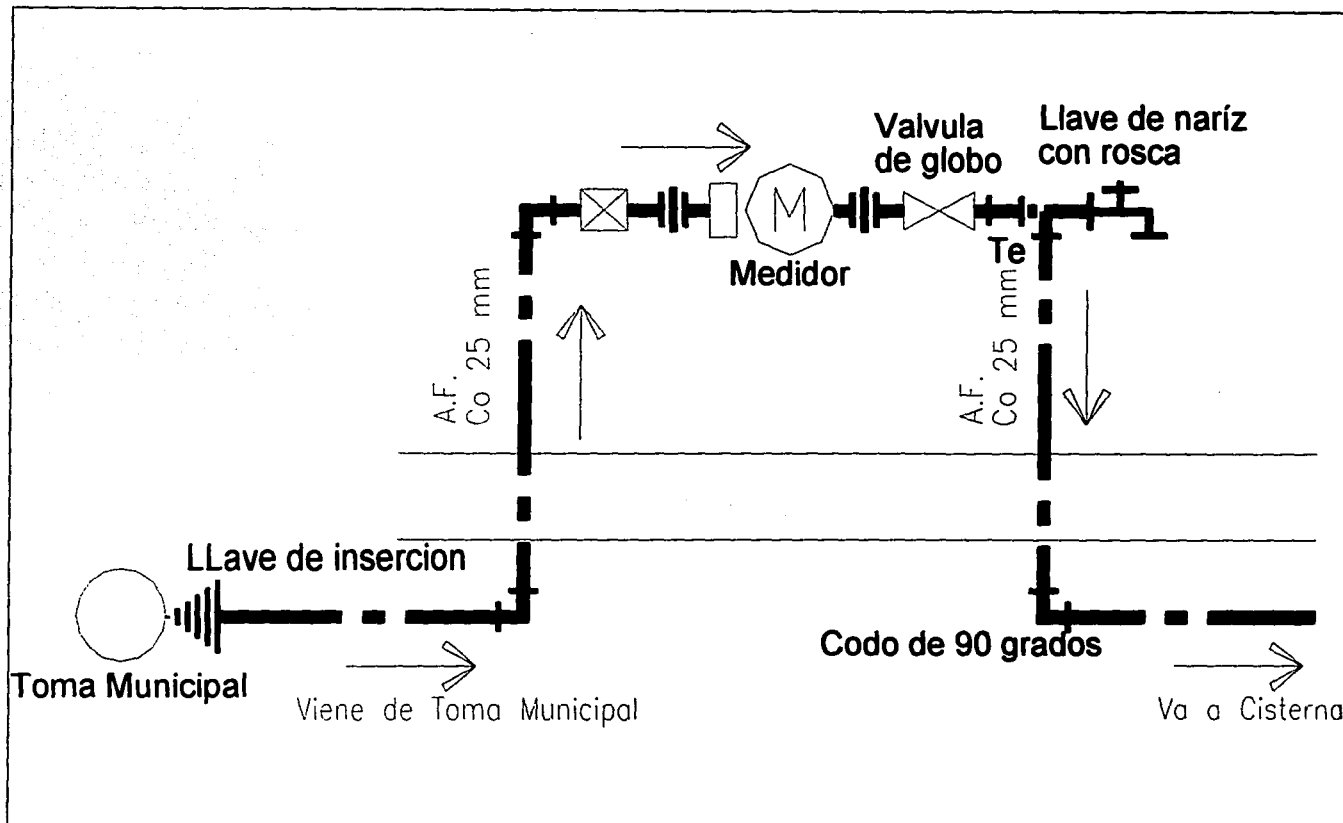 Valvula
de globo
Llave de naríz
con rosca
M
Medidor
Te
A.F.
Co 25 mm
A.F.
Co 25 mm
LLave de insercion
Toma Municipal
Viene de Toma Municipal
Codo de 90 grados
Va a Cisterna